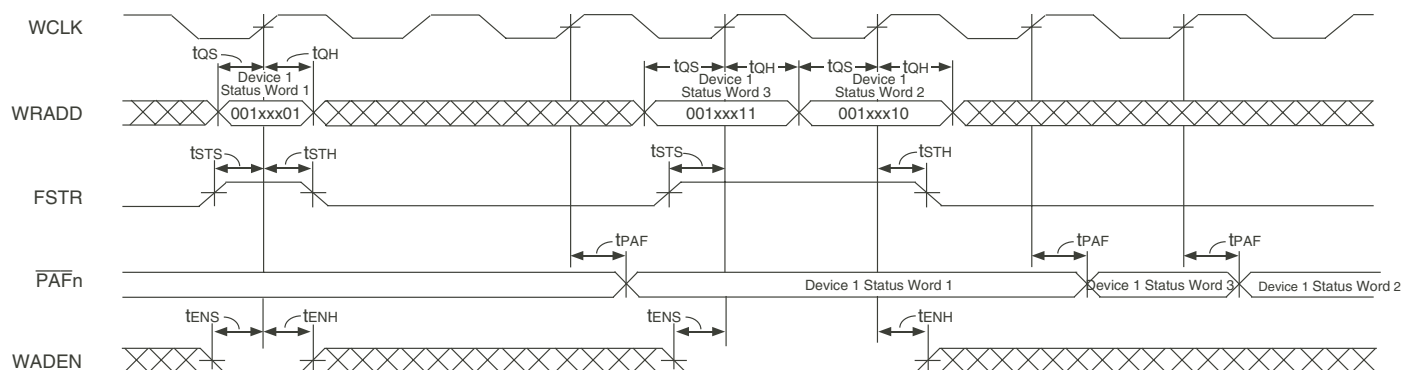 WCLK
tQS tQH tQS tQH tQS tQH
Device 1 Status Word 1
Device 1 Status Word 3
Device 1 Status Word 2
WRADD
001xxx01 001xxx11 001xxx10
tSTS tSTH tSTS tSTH
FSTR
tPAF tPAF tPAF
PAFn
Device 1 Status Word 1 Device 1 Status Word 3 Device 1 Status Word 2
tENS tENH tENS tENH
WADEN